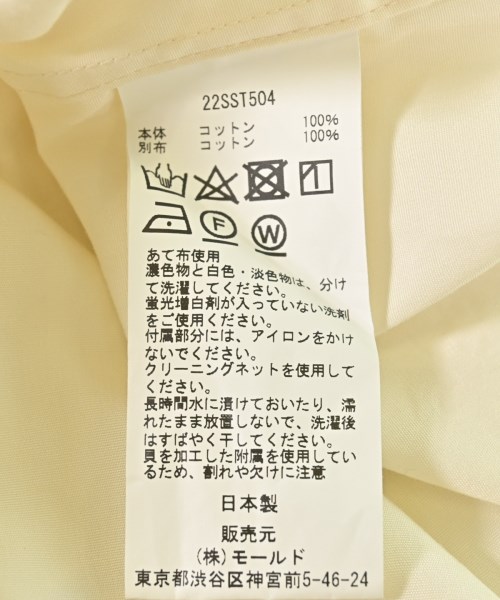 22SST504
本体 コットン 100%
別布 コットン 100%
F
W
あて布使用
濃色物と白色・淡色物は、分け
て洗濯してください。
蛍光増白剤が入っていない洗剤
をご使用ください。
付属部分には、アイロンをかけ
ないでください。
クリーニングネットを使用して
ください。
長時間水に漬けておいたり、濡
れたまま放置しないで、洗濯後
はすばやく干してください。
貝を加工した付属を使用してい
るため、割れや欠けに注意
日本製
販売元
(株)モールド
東京都渋谷区神宮前5-46-24